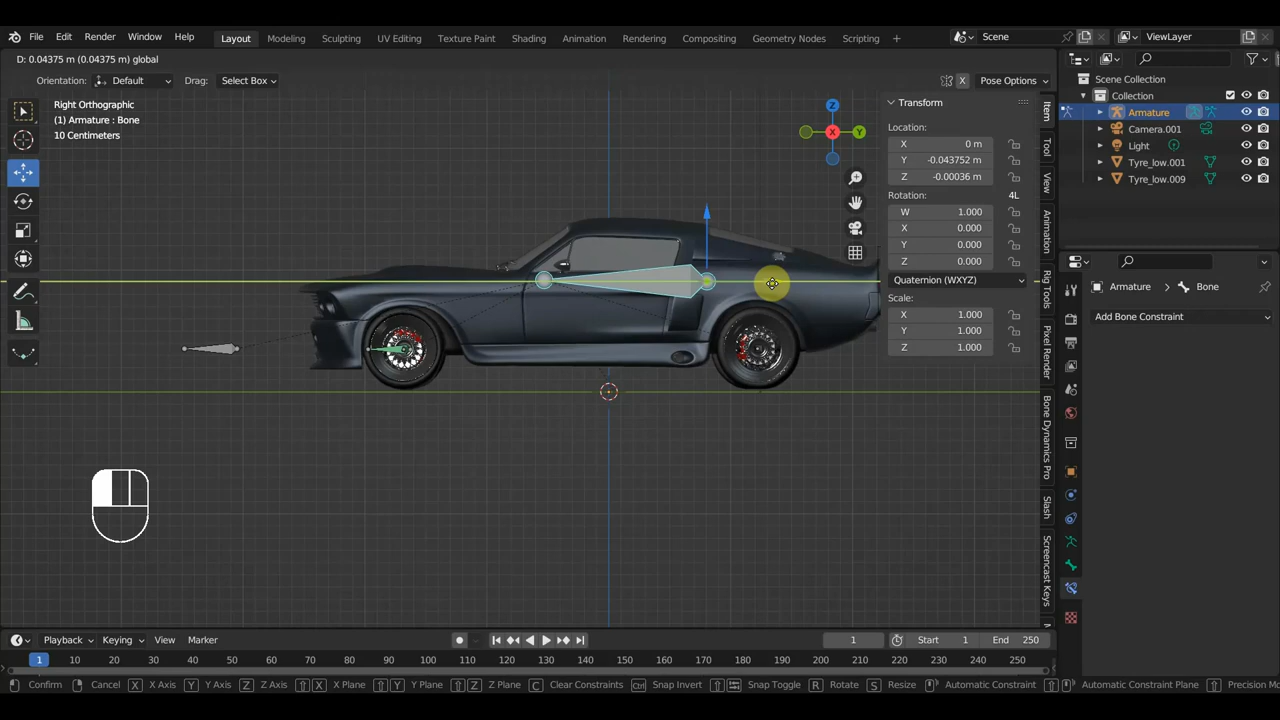 File Edit Render Window Help Layout Modeling Sculpting UV Editing Texture Paint Shading Animation Rendering Compositing Geometry Nodes Scripting + Scene ViewLayer
D: 0.04375 m (0.04375 m) global
Orientation: Default Drag: Select Box X Pose Options
Right Orthographic
(1) Armature : Bone
10 Centimeters
Z
X
Y
Transform
Location:
X 0 m
Y -0.043752 m
Z -0.00036 m
Rotation: 4L
W 1.000
X 0.000
Y 0.000
Z 0.000
Quaternion (WXYZ)
Scale:
X 1.000
Y 1.000
Z 1.000
Item
Tool
View
Animation
Rig Tools
Pixel Render
Bone Dynamics Pro
Slash
Screencast Keys
Scene Collection
Collection
Armature
Camera.001
Light
Tyre_low.001
Tyre_low.009
Armature > Bone
Add Bone Constraint
Playback Keying View Marker 1 Start 1 End 250
1 10 20 30 40 50 60 70 80 90 100 110 120 130 140 150 160 170 180 190 200 210 220 230 240 250
Confirm Cancel X X Axis Y Y Axis Z Z Axis X X Plane Y Y Plane Z Z Plane C Clear Constraints Ctrl Snap Invert Snap Toggle R Rotate S Resize Automatic Constraint Automatic Constraint Plane Precision Mo